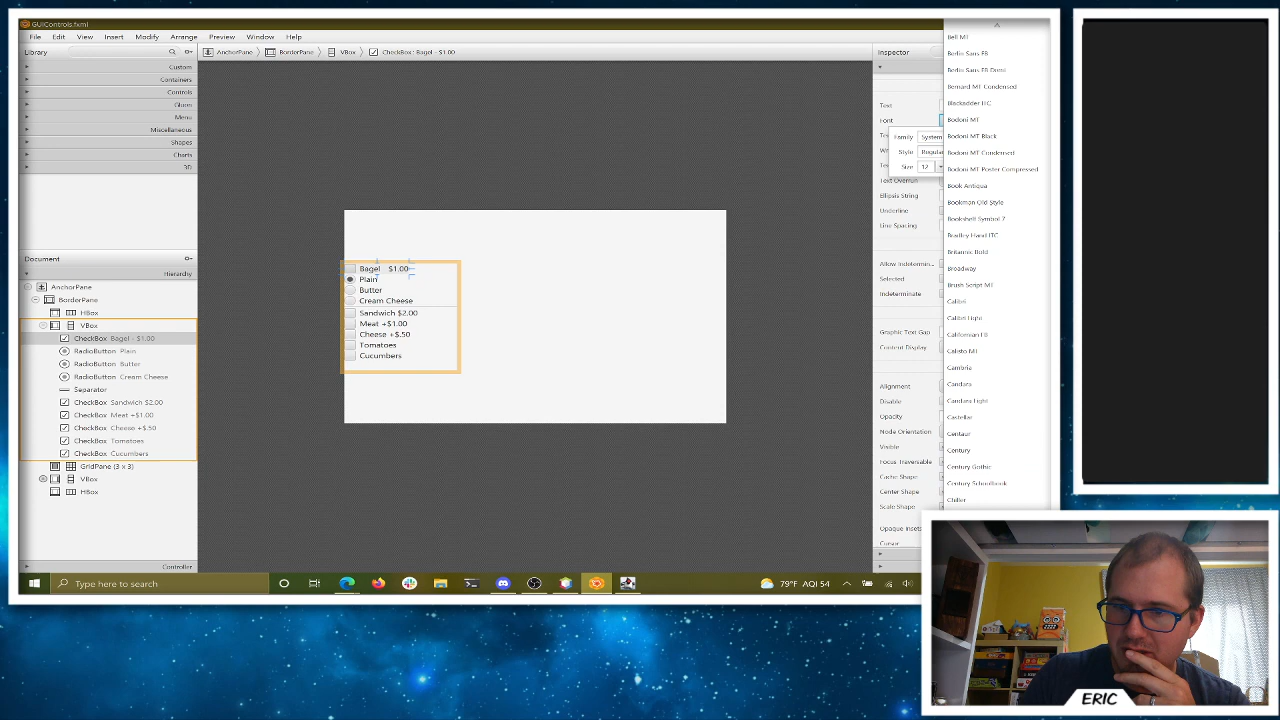 GUIControls.fxml
File Edit View Insert Modify Arrange Preview Window Help
Library
AnchorPane BorderPane VBox CheckBox : Bagel - $1.00
Inspector
Custom
Containers
Controls
Gluon
Menu
Miscellaneous
Shapes
Charts
3D
Document
Hierarchy
AnchorPane
BorderPane
HBox
VBox
CheckBox Bagel - $1.00
RadioButton Plain
RadioButton Butter
RadioButton Cream Cheese
Separator
CheckBox Sandwich $2.00
CheckBox Meat +$1.00
CheckBox Cheese +$.50
CheckBox Tomatoes
CheckBox Cucumbers
GridPane (3 x 3)
VBox
HBox
Controller
Bagel $1.00
Plain
Butter
Cream Cheese
Sandwich $2.00
Meat +$1.00
Cheese +$.50
Tomatoes
Cucumbers
Text
Font
Family System
Style Regular
Size 12
Text Overrun
Ellipsis String
Underline
Line Spacing
Allow Indetermin...
Selected
Indeterminate
Graphic Text Gap
Content Display
Alignment
Disable
Opacity
Node Orientation
Visible
Focus Traversable
Cache Shape
Center Shape
Scale Shape
Opaque Insets
Cursor
Bell MT
Berlin Sans FB
Berlin Sans FB Demi
Bernard MT Condensed
Blackadder ITC
Bodoni MT
Bodoni MT Black
Bodoni MT Condensed
Bodoni MT Poster Compressed
Book Antiqua
Bookman Old Style
Bookshelf Symbol 7
Bradley Hand ITC
Britannic Bold
Broadway
Brush Script MT
Calibri
Calibri Light
Californian FB
Calisto MT
Cambria
Candara
Candara Light
Castellar
Centaur
Century
Century Gothic
Century Schoolbook
Chiller
Type here to search
79°F AQI 54
ERIC